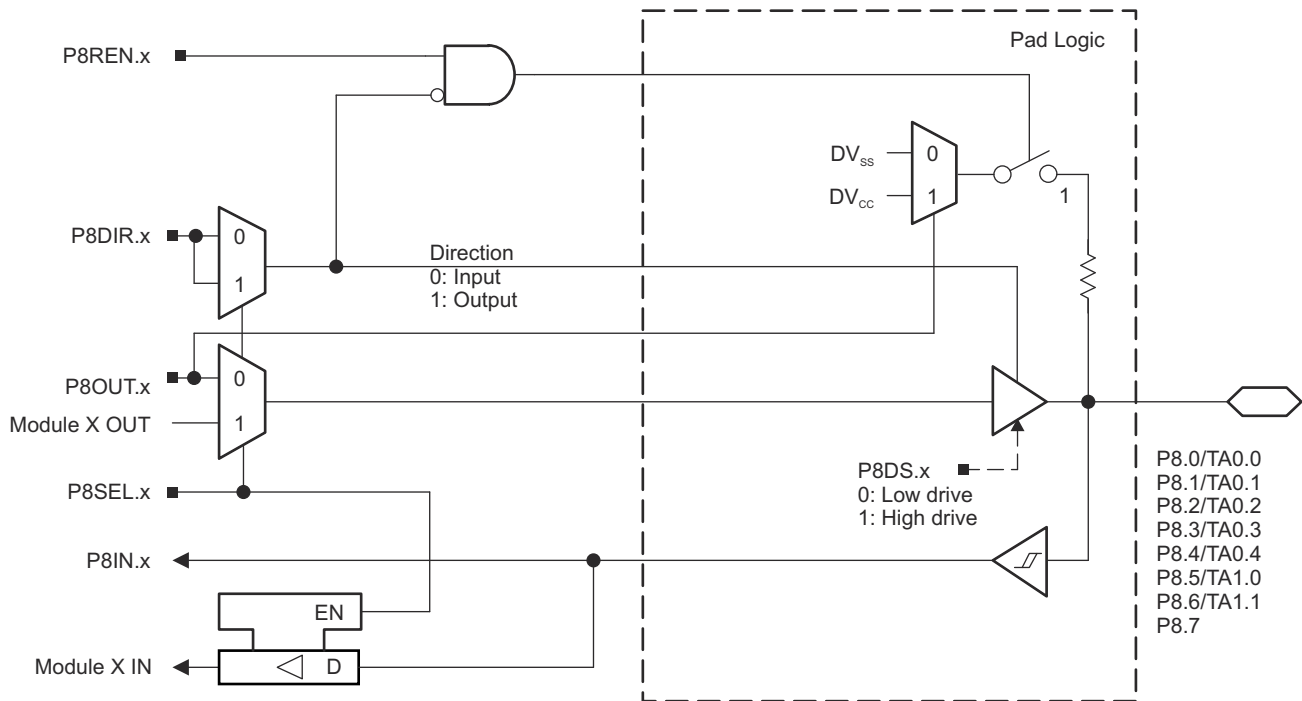 Pad Logic
P8REN.x
DVSS
0
DVCC
1
1
P8DIR.x
0
1
Direction
0: Input
1: Output
P8OUT.x
0
Module X OUT
1
P8SEL.x
P8DS.x
0: Low drive
1: High drive
P8.0/TA0.0
P8.1/TA0.1
P8.2/TA0.2
P8.3/TA0.3
P8.4/TA0.4
P8.5/TA1.0
P8.6/TA1.1
P8.7
P8IN.x
EN
Module X IN
D